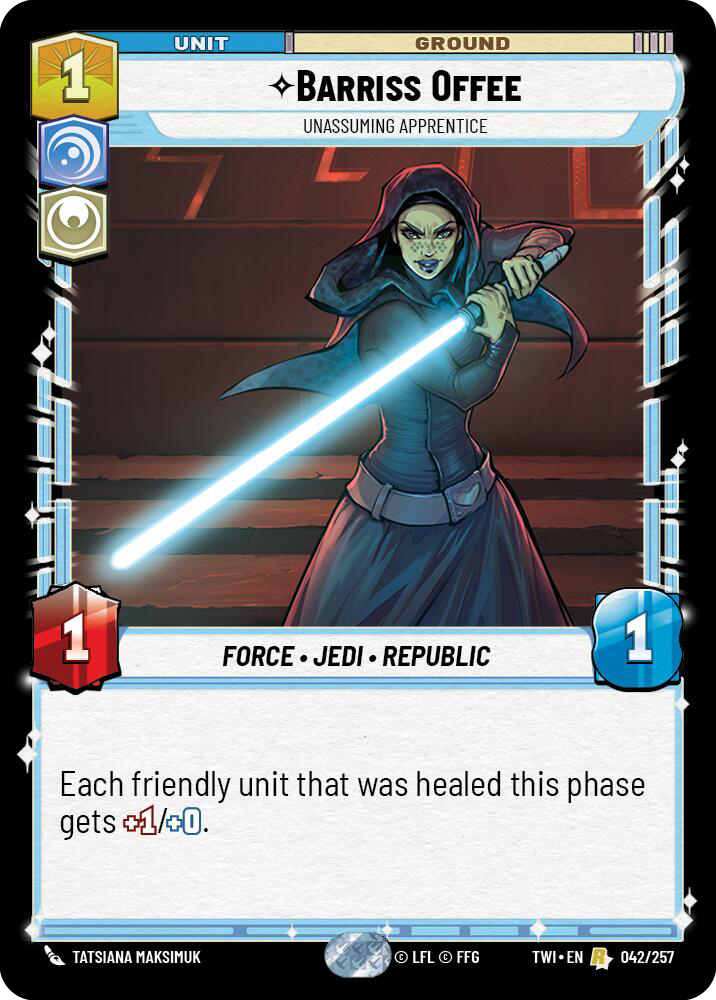 UNIT
GROUND
1
BARRISS OFFEE
UNASSUMING APPRENTICE
1
FORCE • JEDI • REPUBLIC
1
Each friendly unit that was healed this phase
gets +1/+0.
TATSIANA MAKSIMUK
© LFL © FFG
TWI • EN R 042/257